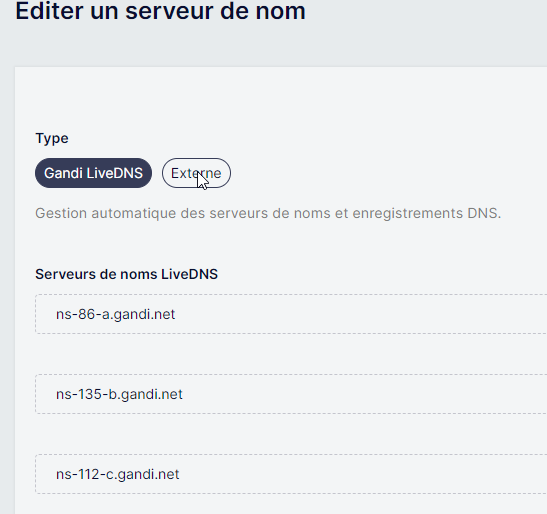 Editer un serveur de nom
Type
Gandi LiveDNS
Externe
Gestion automatique des serveurs de noms et enregistrements DNS.
Serveurs de noms LiveDNS
ns-86-a.gandi.net
ns-135-b.gandi.net
ns-112-c.gandi.net